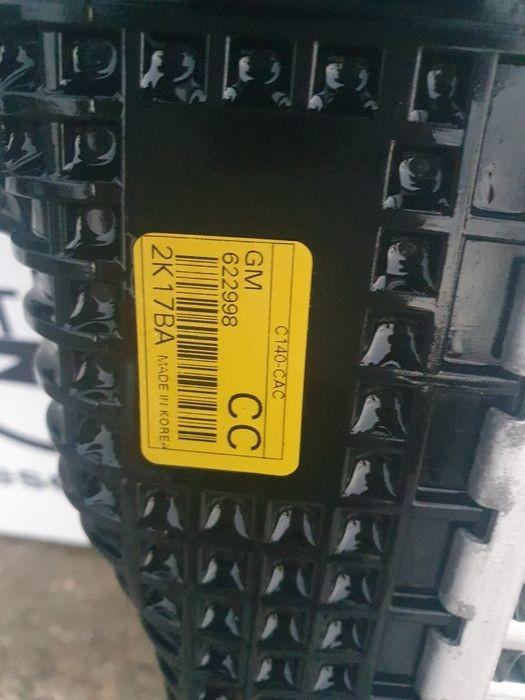 C140-CAC
GM
622998
CC
2K17BA MADE IN KOREA